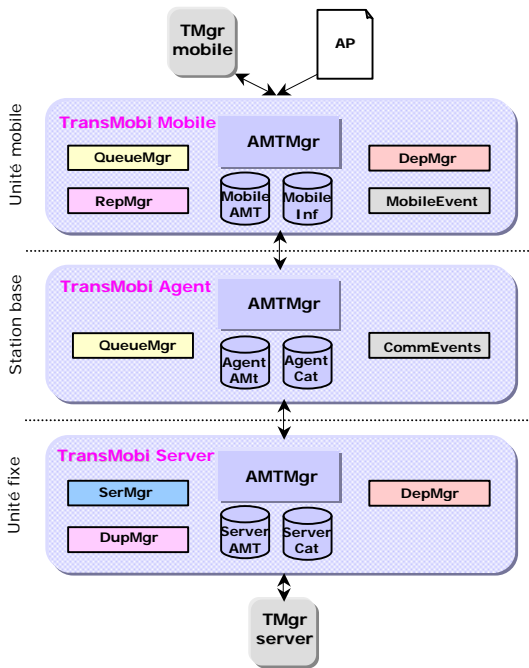 TMgr
mobile
AP
Unité mobile
TransMobi Mobile
AMTMgr
QueueMgr
DepMgr
RepMgr
Mobile
AMT
Mobile
Inf
MobileEvent
Station base
TransMobi Agent
AMTMgr
QueueMgr
CommEvents
Agent
AMt
Agent
Cat
Unité fixe
TransMobi Server
AMTMgr
SerMgr
DepMgr
DupMgr
Server
AMT
Server
Cat
TMgr
server